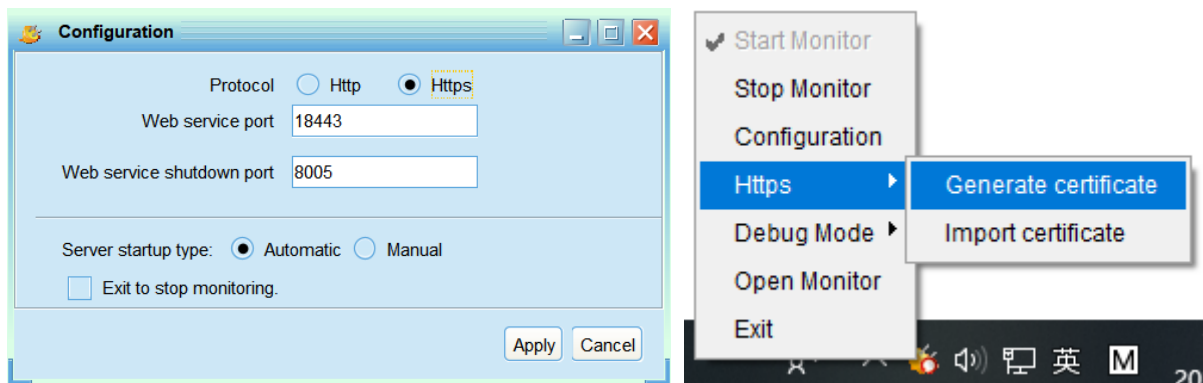 Configuration
Protocol Http Https
Web service port 18443
Web service shutdown port 8005
Server startup type: Automatic Manual
Exit to stop monitoring.
Apply Cancel
Start Monitor
Stop Monitor
Configuration
Https
Generate certificate
Debug Mode
Import certificate
Open Monitor
Exit
英 M
20